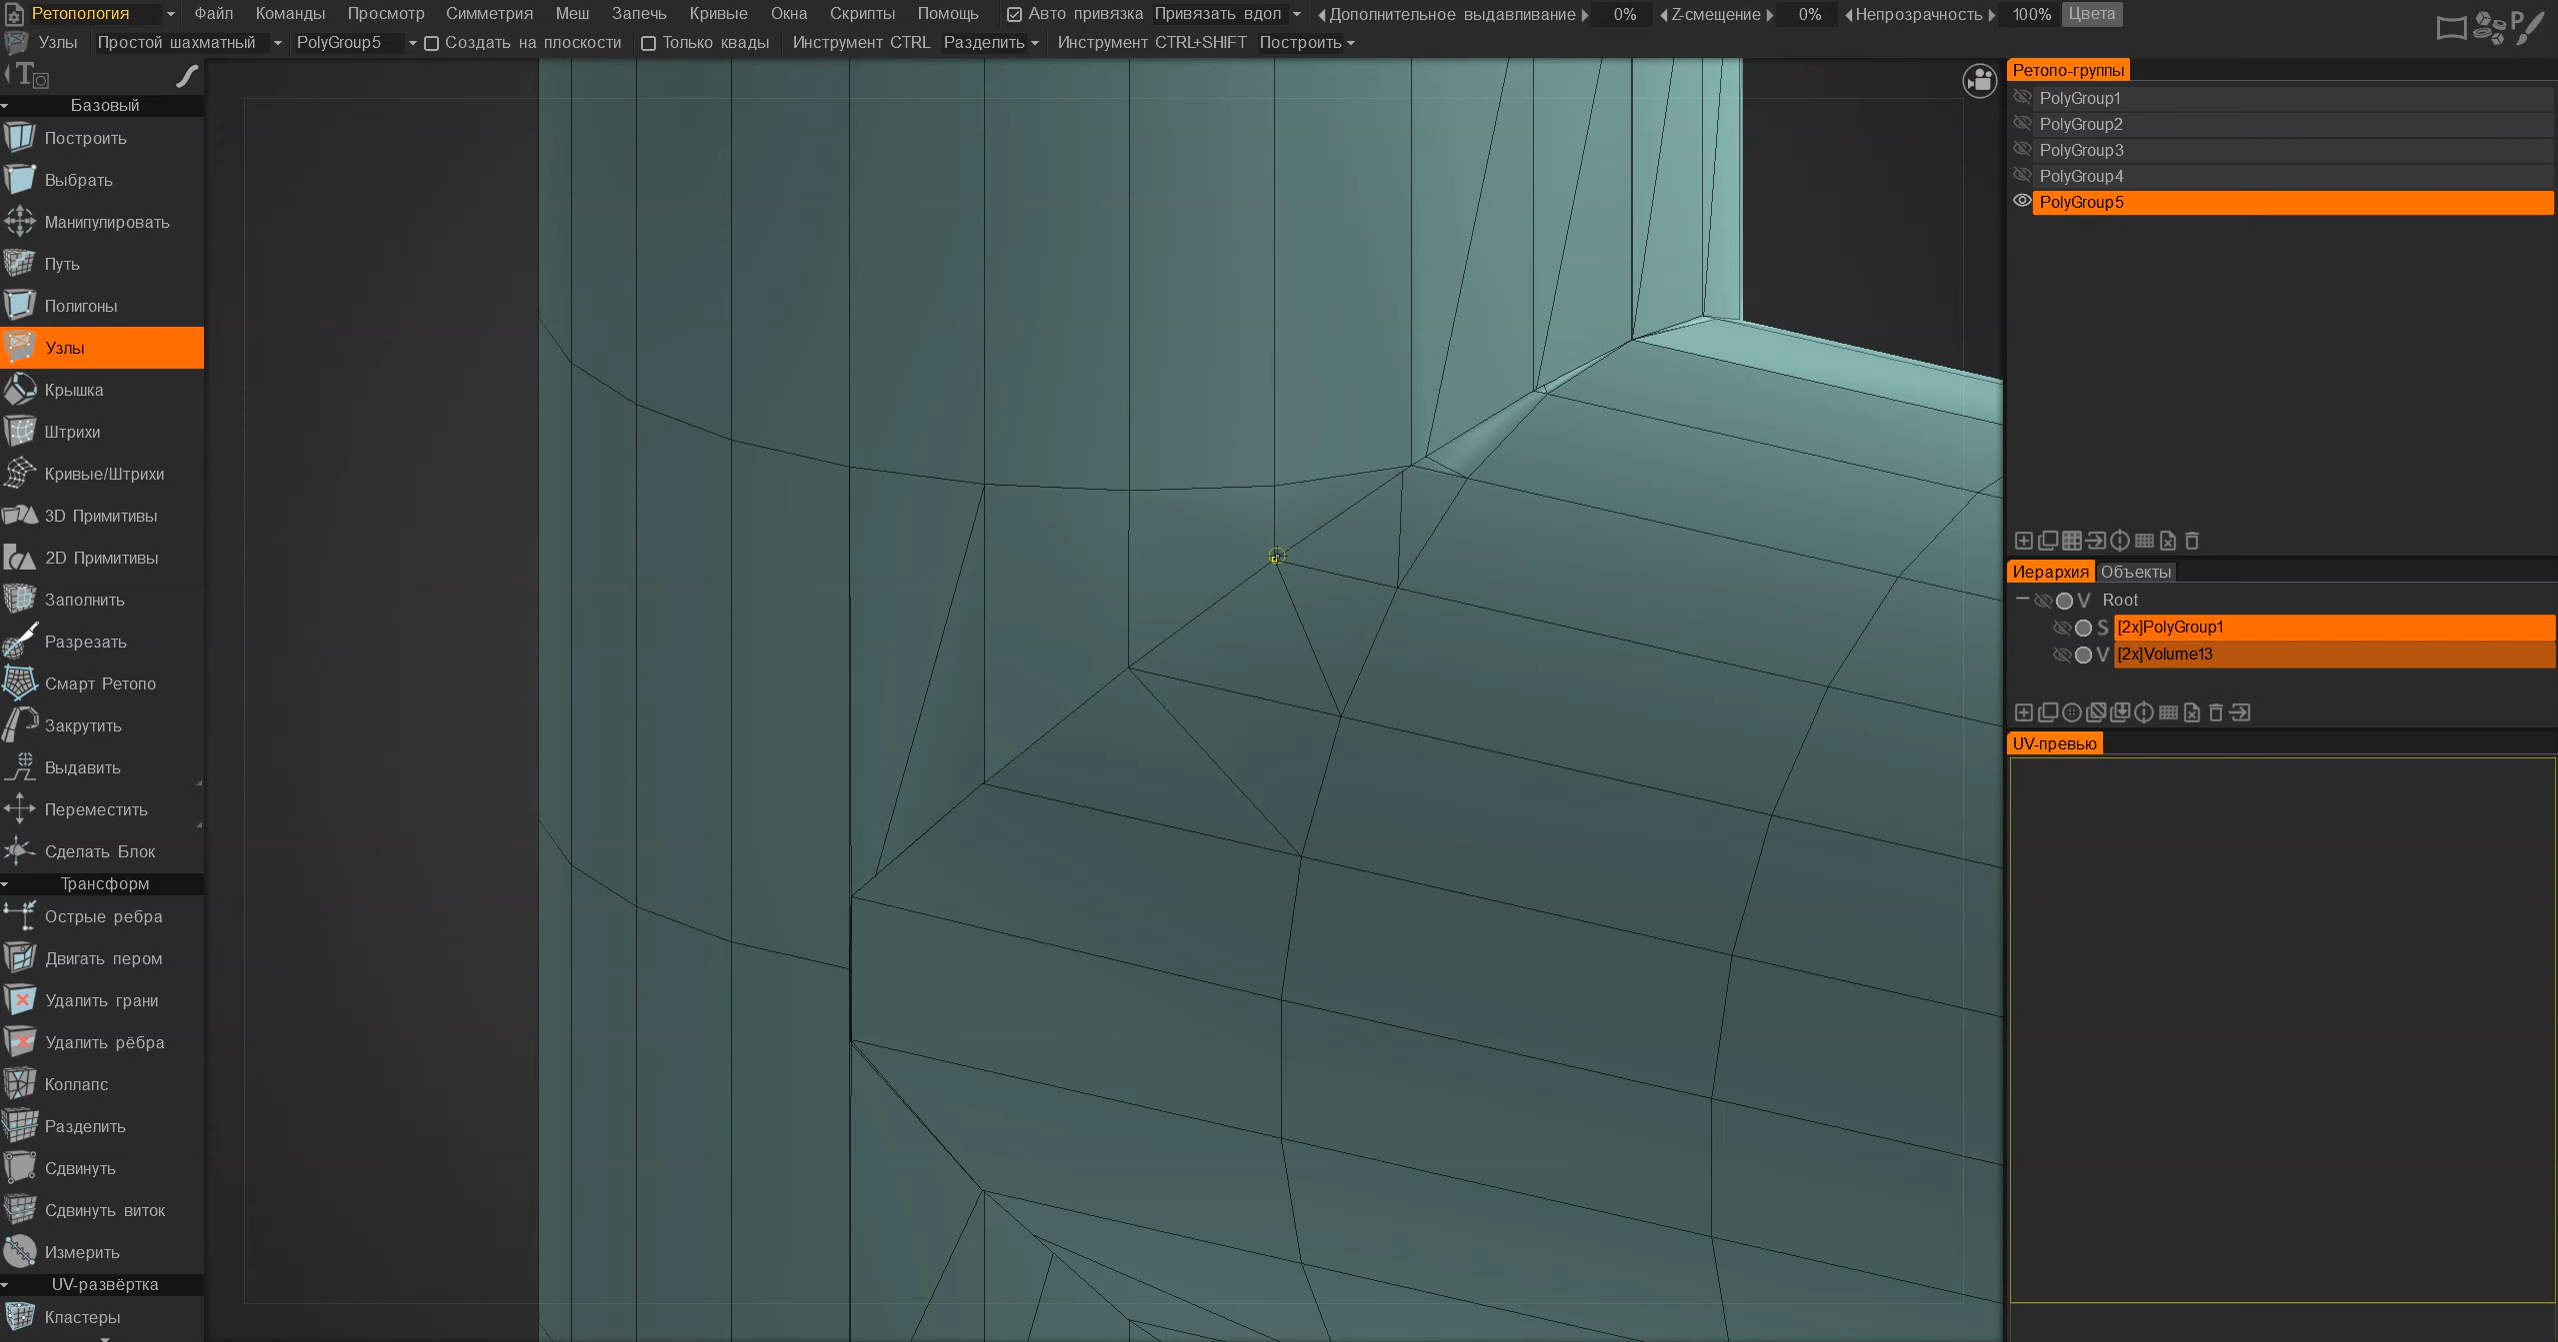 Ретопология Файл Команды Просмотр Симметрия Меш Запечь Кривые Окна Скрипты Помощь Авто привязка Привязать вдол Дополнительное выдавливание 0% Z-смещение 0% Непрозрачность 100% Цвета
Узлы Простой шахматный PolyGroup5 Создать на плоскости Только квады Инструмент CTRL Разделить Инструмент CTRL+SHIFT Построить
Базовый
Построить
Выбрать
Манипулировать
Путь
Полигоны
Узлы
Крышка
Штрихи
Кривые/Штрихи
3D Примитивы
2D Примитивы
Заполнить
Разрезать
Смарт Ретопо
Закрутить
Выдавить
Переместить
Сделать Блок
Трансформ
Острые ребра
Двигать пером
Удалить грани
Удалить рёбра
Коллапс
Разделить
Сдвинуть
Сдвинуть виток
Измерить
UV-развёртка
Кластеры
Ретопо-группы
PolyGroup1
PolyGroup2
PolyGroup3
PolyGroup4
PolyGroup5
Иерархия Объекты
V Root
S [2x]PolyGroup1
V [2x]Volume13
UV-превью